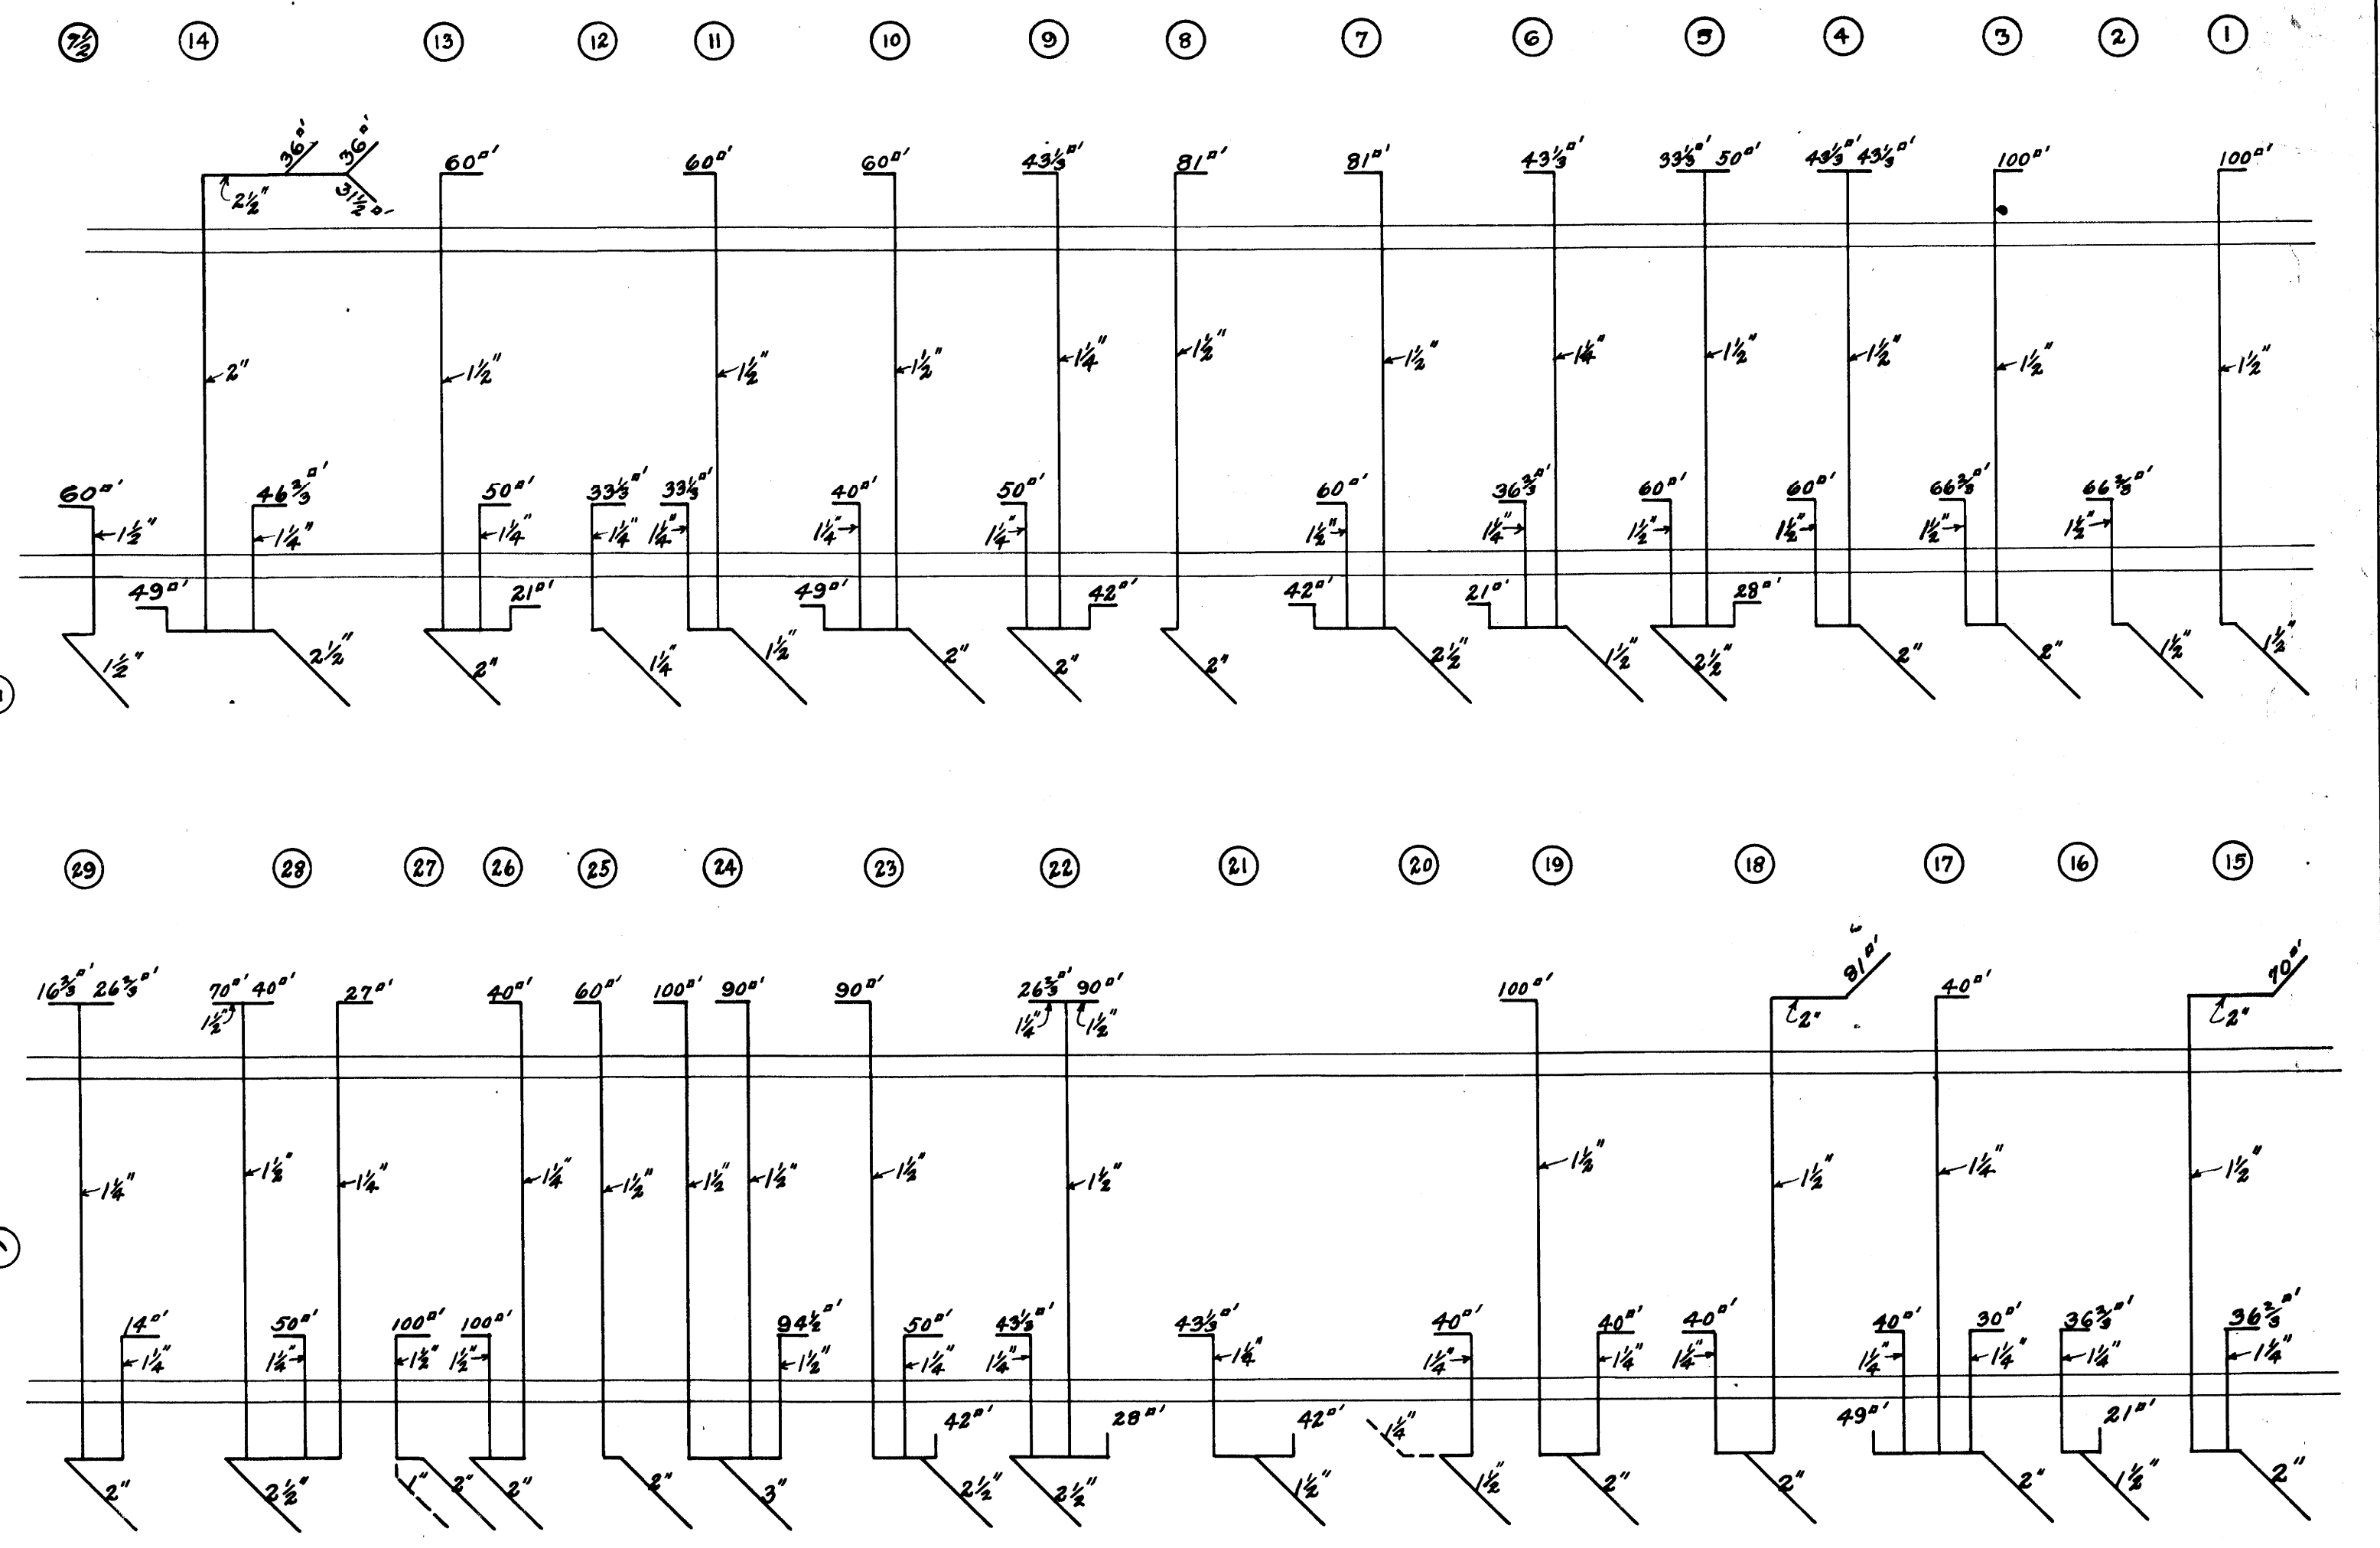 7½ 14 13 12 11 10 9 8 7 6 5 4 3 2 1
36□' 36□'
60□' 60□' 60□' 43⅓□' 81□' 81□' 43⅓□' 33⅓□' 50□' 43⅓□' 43⅓□' 100□' 100□'
2½" 31½□'
2" 1½" 1½" 1½" 1¼" 1½" 1½" 1¼" 1½" 1½" 1½" 1½"
60□' 46⅔□' 50□' 33⅓□' 33⅓□' 40□' 50□' 60□' 36⅔□' 60□' 60□' 66⅔□' 66⅔□'
1½" 1¼" 1¼" 1¼" 1¼" 1¼" 1¼" 1½" 1¼" 1½" 1½" 1½" 1½"
49□' 21□' 49□' 42□' 42□' 21□' 28□'
1½" 2½" 2" 1¼" 1½" 2" 2" 2" 2½" 1½" 2½" 2" 2" 1½" 1½"
29 28 27 26 25 24 23 22 21 20 19 18 17 16 15
81□' 70□'
16⅔□' 26⅔□' 70□' 40□' 27□' 40□' 60□' 100□' 90□' 90□' 26⅔□' 90□' 100□' 40□'
1½" 1¼" 1½" 2" 2"
1¼" 1½" 1¼" 1¼" 1½" 1½" 1½" 1½" 1½" 1½" 1½" 1¼" 1½"
14□' 50□' 100□' 100□' 94½□' 50□' 43⅓□' 43⅓□' 40□' 40□' 40□' 40□' 30□' 36⅔□' 36⅔□'
1¼" 1¼" 1½" 1½" 1½" 1¼" 1¼" 1¼" 1¼" 1¼" 1¼" 1¼" 1¼" 1¼" 1¼"
42□' 28□' 42□' 1¼" 49□' 21□'
2" 2½" 1" 2" 2" 2" 3" 2½" 2½" 1½" 1½" 2" 2" 2" 1½" 2"